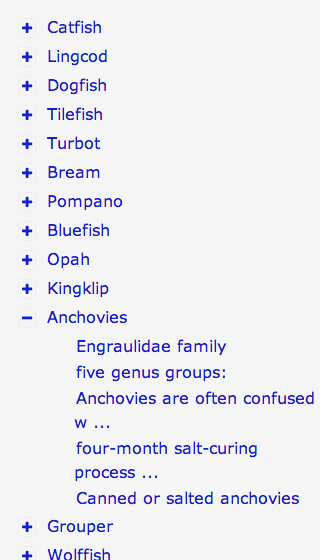 Catfish
Lingcod
Dogfish
Tilefish
Turbot
Bream
Pompano
Bluefish
Opah
Kingklip
Anchovies
Engraulidae family
five genus groups:
Anchovies are often confused
w ...
four-month salt-curing
process ...
Canned or salted anchovies
Grouper
Wolffish